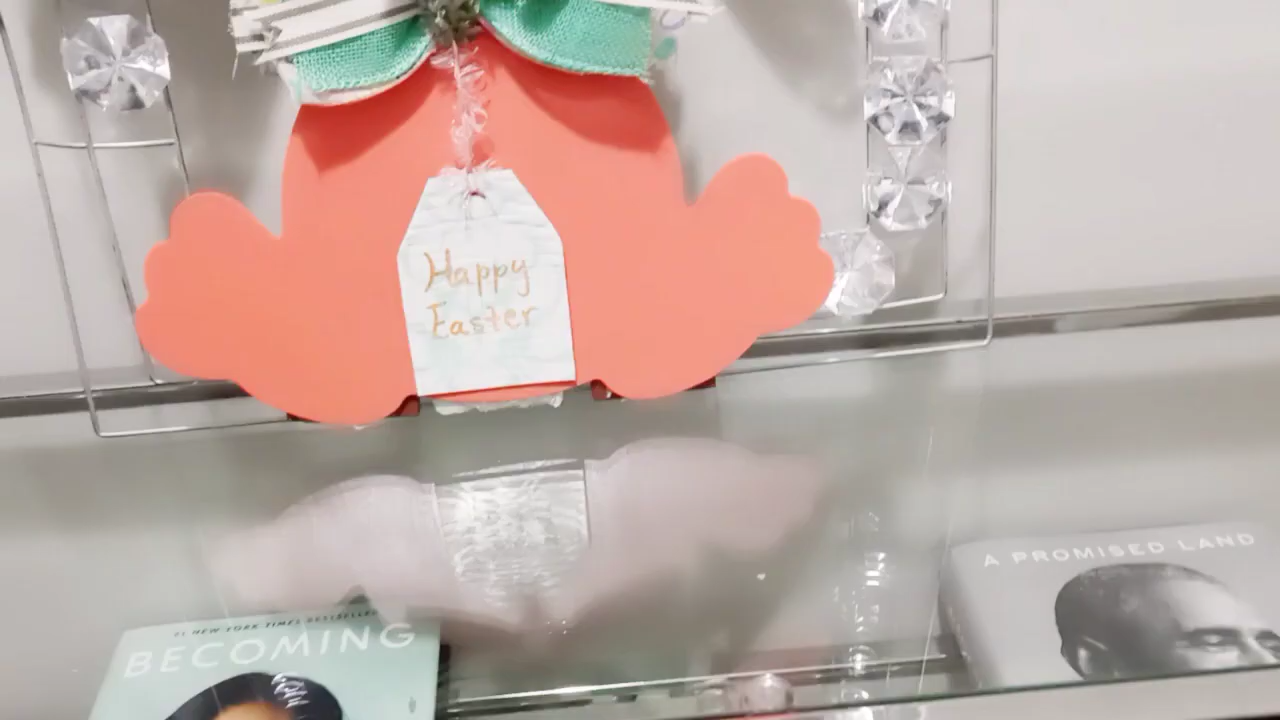 Happy
Easter
#1 NEW YORK TIMES BESTSELLER
BECOMING
A PROMISED LAND